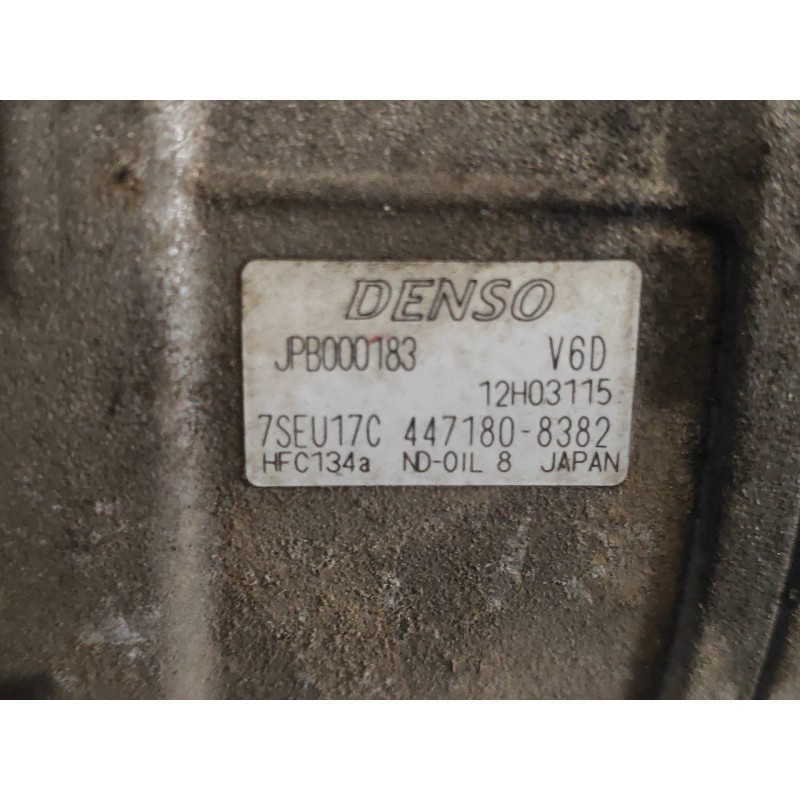 DENSO
JPB000183 V6D
12H03115
7SEU17C 447180-8382
HFC134a ND-OIL 8 JAPAN